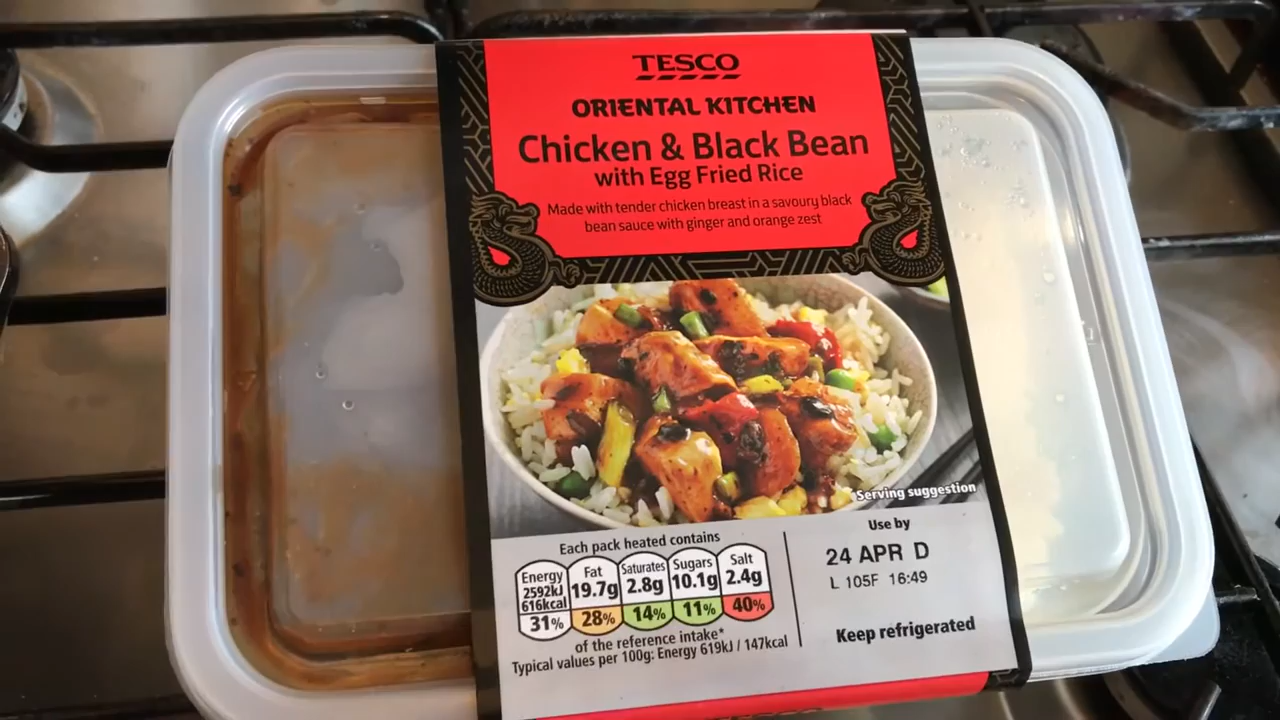 TESCO
ORIENTAL KITCHEN
Chicken & Black Bean
with Egg Fried Rice
Made with tender chicken breast in a savoury black
bean sauce with ginger and orange zest
Serving suggestion
Each pack heated contains
Energy 2592kJ 616kcal 31%
Fat 19.7g 28%
Saturates 2.8g 14%
Sugars 10.1g 11%
Salt 2.4g 40%
of the reference intake*
Typical values per 100g: Energy 619kJ / 147kcal
Use by
24 APR D
L 105F 16:49
Keep refrigerated